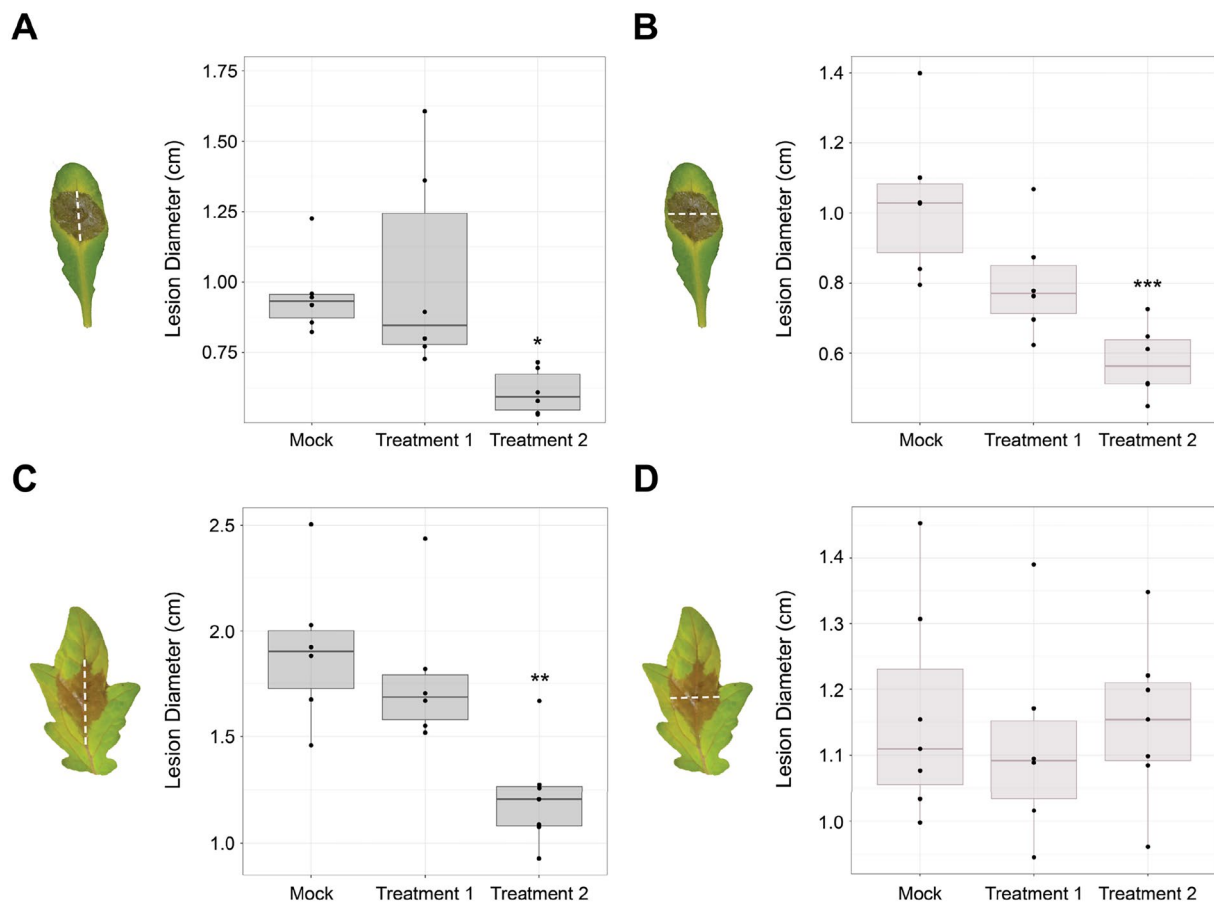 A
Lesion Diameter (cm)
1.75
1.50
1.25
1.00
0.75
*
Mock
Treatment 1
Treatment 2
B
Lesion Diameter (cm)
1.4
1.2
1.0
0.8
0.6
***
Mock
Treatment 1
Treatment 2
C
Lesion Diameter (cm)
2.5
2.0
1.5
1.0
**
Mock
Treatment 1
Treatment 2
D
Lesion Diameter (cm)
1.4
1.3
1.2
1.1
1.0
Mock
Treatment 1
Treatment 2